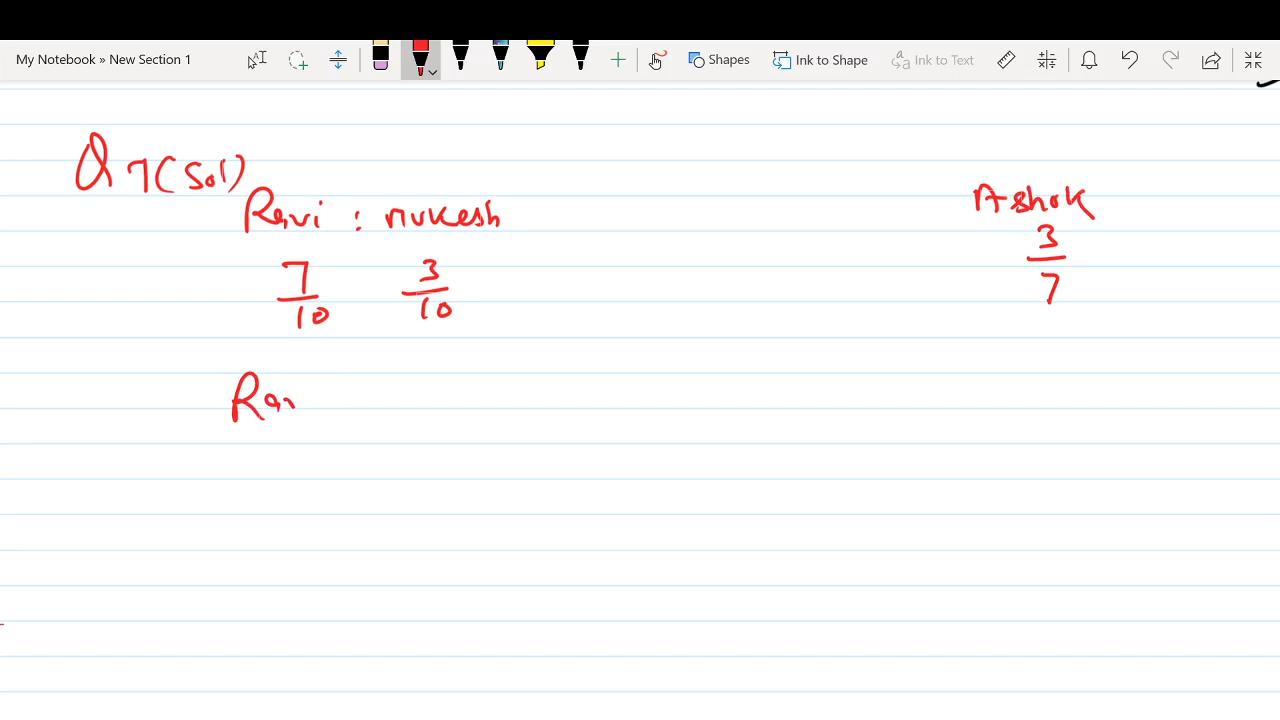 My Notebook » New Section 1
Shapes
Ink to Shape
Ink to Text
Q 7 (Sol)
Ravi : Mukesh
7/10 3/10
Ashok
3/7
Rav